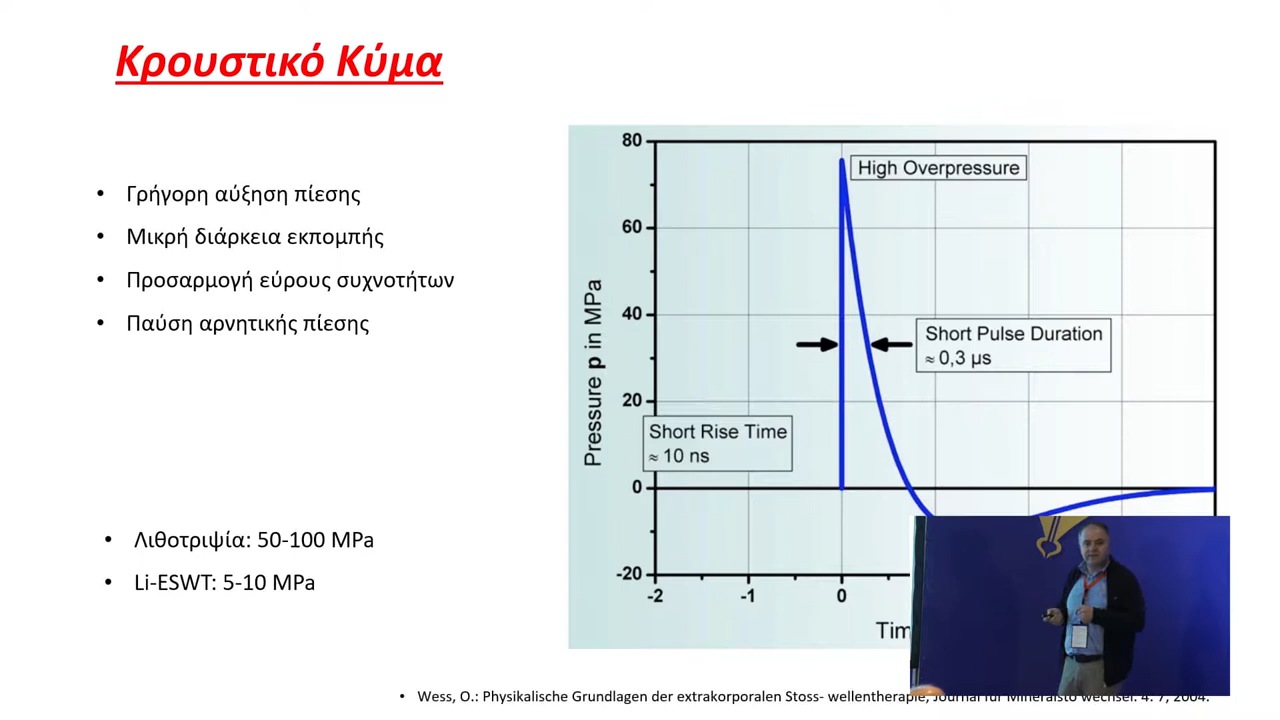 Κρουστικό Κύμα
• Γρήγορη αύξηση πίεσης
• Μικρή διάρκεια εκπομπής
• Προσαρμογή εύρους συχνοτήτων
• Παύση αρνητικής πίεσης
• Λιθοτριψία: 50-100 MPa
• Li-ESWT: 5-10 MPa
80
60
40
20
0
-20
Pressure p in MPa
High Overpressure
Short Pulse Duration
≈ 0,3 µs
Short Rise Time
≈ 10 ns
-2 -1 0
• Wess, O.: Physikalische Grundlagen der extrakorporalen Stoss- wellentherapie, Journal für Mineralsto wechsel. 4. 7, 2004.